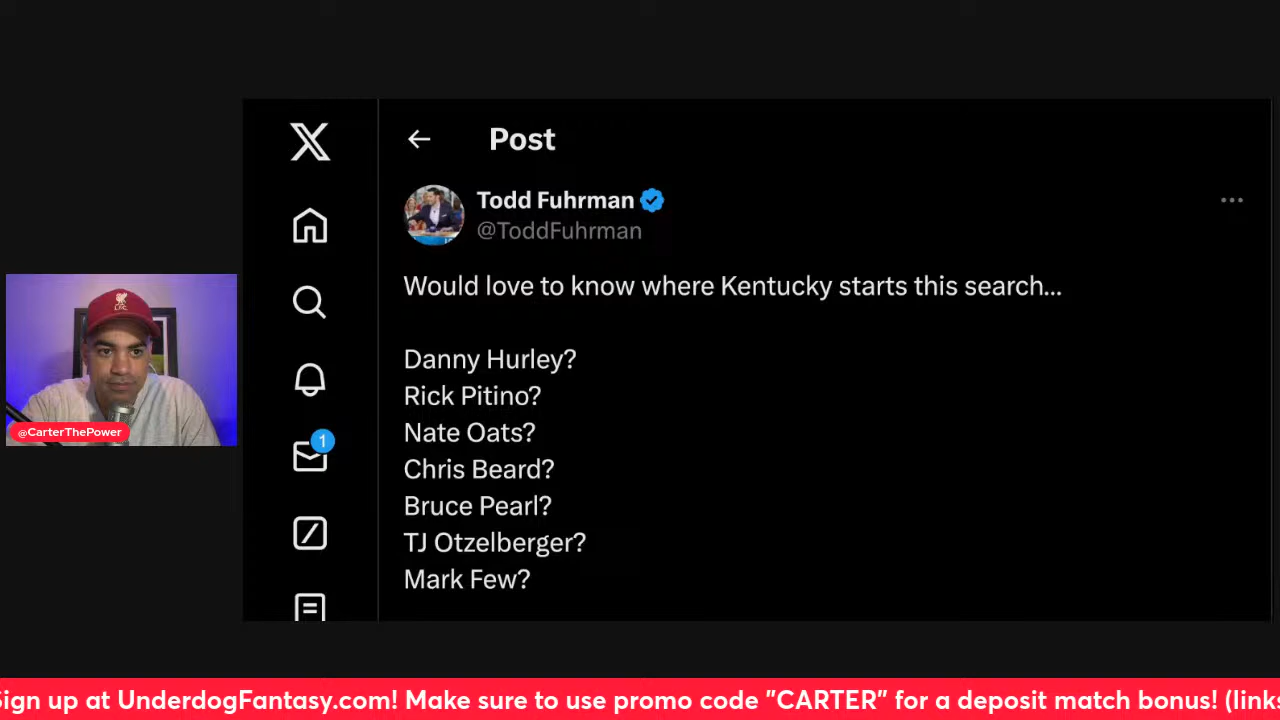 Post
Todd Fuhrman
@ToddFuhrman
Would love to know where Kentucky starts this search...
Danny Hurley?
Rick Pitino?
Nate Oats?
Chris Beard?
Bruce Pearl?
TJ Otzelberger?
Mark Few?
1
@CarterThePower
Sign up at UnderdogFantasy.com! Make sure to use promo code "CARTER" for a deposit match bonus! (links